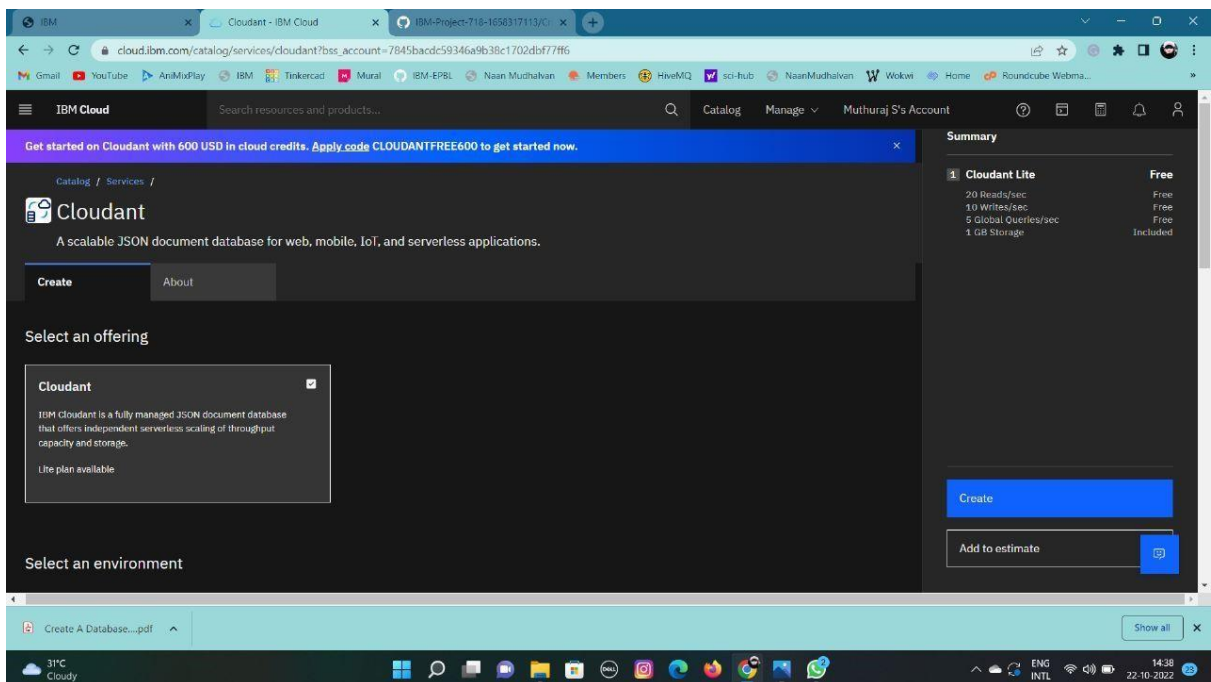 IBM
Cloudant - IBM Cloud
IBM-Project-718-1658317113/Cr
cloud.ibm.com/catalog/services/cloudant?bss_account=7845bacdc59346a9b38c1702dbf77ff6
Gmail YouTube AniMixPlay IBM Tinkercad Mural IBM-EPBL Naan Mudhalvan Members HiveMQ sci-hub NaanMudhalvan Wokwi Home Roundcube Webma... »
IBM Cloud
Search resources and products...
Catalog Manage Muthuraj S's Account
Get started on Cloudant with 600 USD in cloud credits. Apply code CLOUDANTFREE600 to get started now.
Catalog / Services /
Cloudant
A scalable JSON document database for web, mobile, IoT, and serverless applications.
Create About
Select an offering
Cloudant
IBM Cloudant is a fully managed JSON document database
that offers independent serverless scaling of throughput
capacity and storage.
Lite plan available
Select an environment
Summary
1 Cloudant Lite Free
20 Reads/sec Free
10 Writes/sec Free
5 Global Queries/sec Free
1 GB Storage Included
Create
Add to estimate
Create A Database....pdf
Show all
31°C
Cloudy
DELL
ENG
INTL
14:38
22-10-2022
23